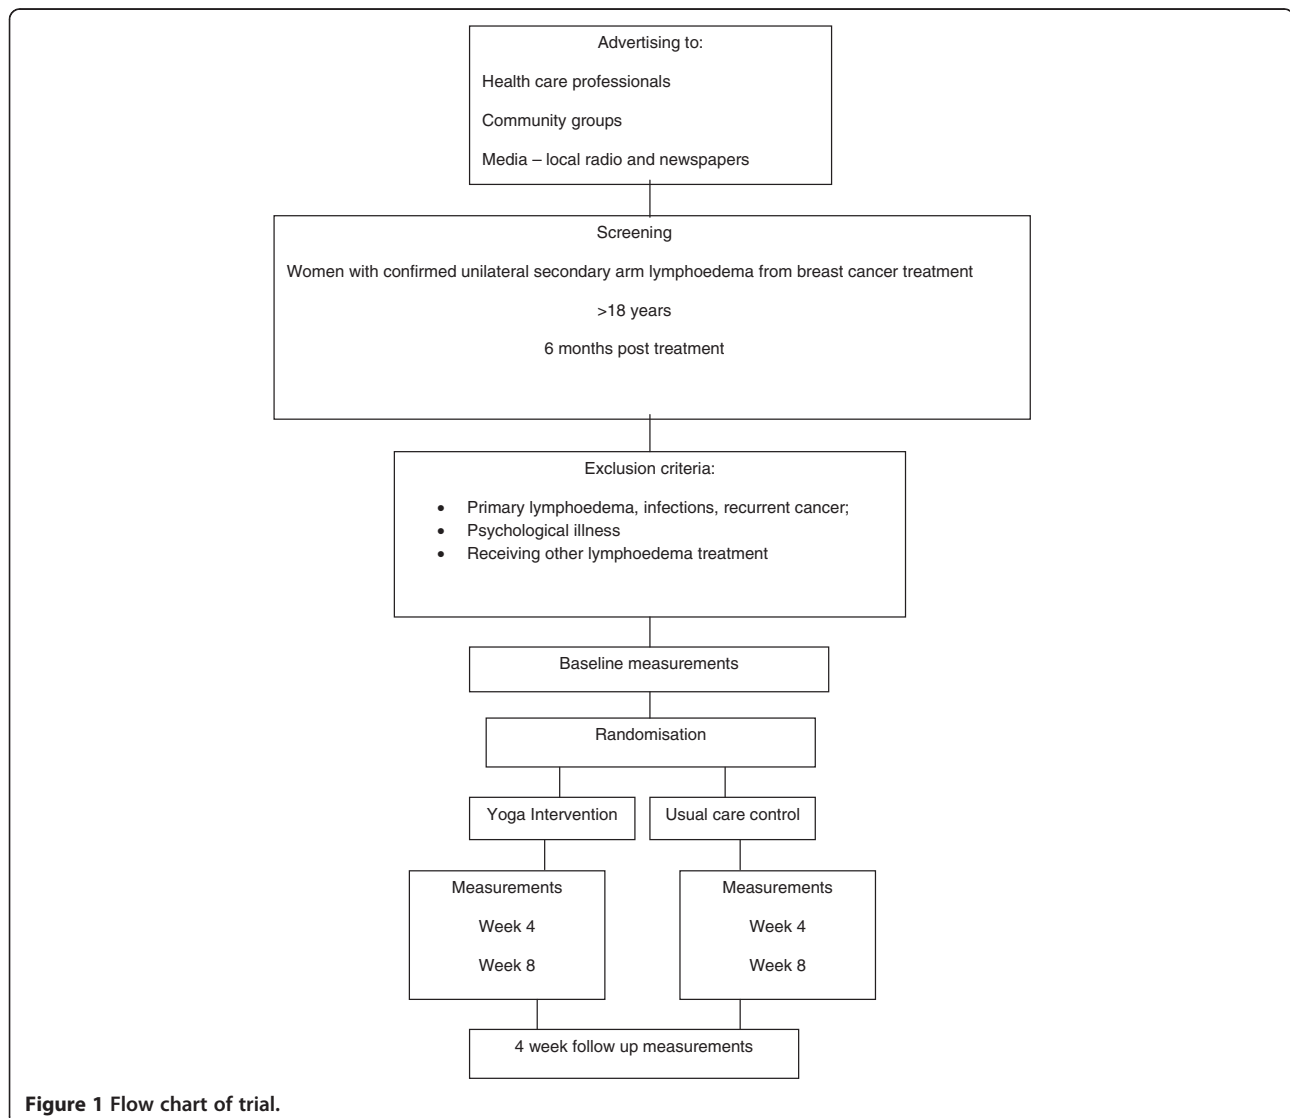 Advertising to:
Health care professionals
Community groups
Media – local radio and newspapers
Screening
Women with confirmed unilateral secondary arm lymphoedema from breast cancer treatment
>18 years
6 months post treatment
Exclusion criteria:
• Primary lymphoedema, infections, recurrent cancer;
• Psychological illness
• Receiving other lymphoedema treatment
Baseline measurements
Randomisation
Yoga Intervention
Usual care control
Measurements
Week 4
Week 8
Measurements
Week 4
Week 8
4 week follow up measurements
Figure 1 Flow chart of trial.